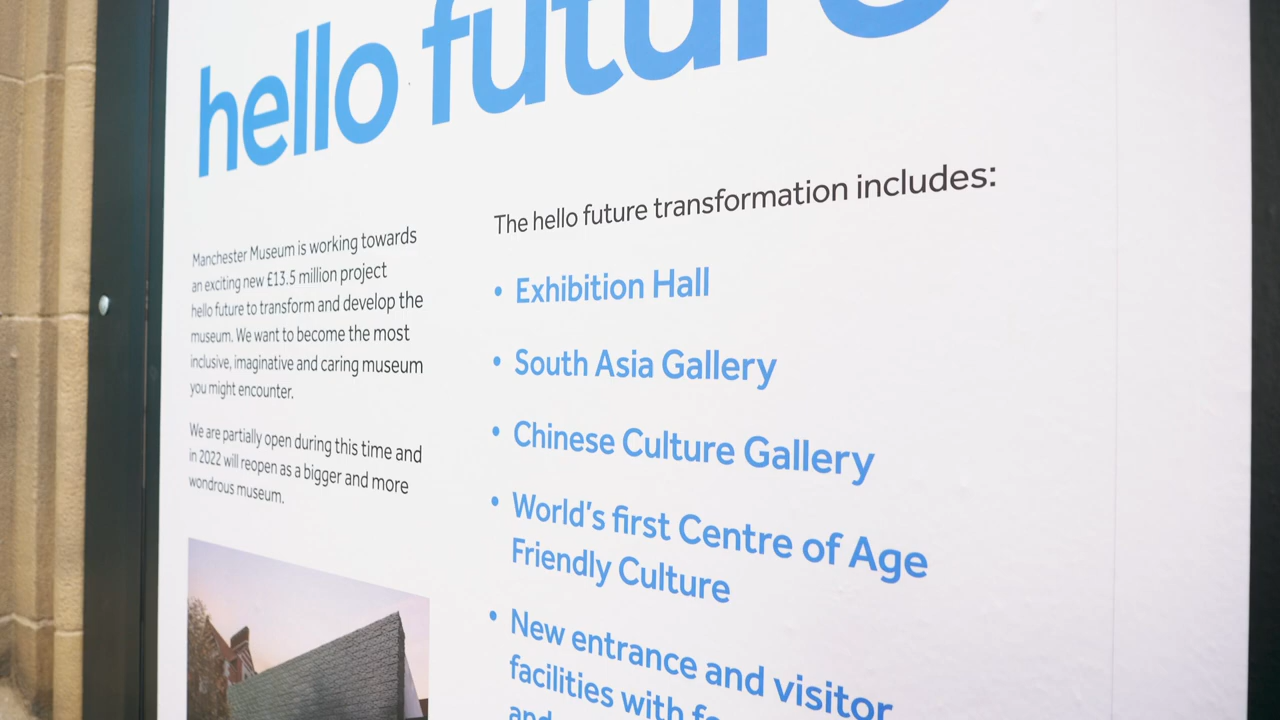 hello future
Manchester Museum is working towards
an exciting new £13.5 million project
hello future to transform and develop the
museum. We want to become the most
inclusive, imaginative and caring museum
you might encounter.
We are partially open during this time and
in 2022 will reopen as a bigger and more
wondrous museum.
The hello future transformation includes:
• Exhibition Hall
• South Asia Gallery
• Chinese Culture Gallery
• World's first Centre of Age
Friendly Culture
• New entrance and visitor
facilities with
and